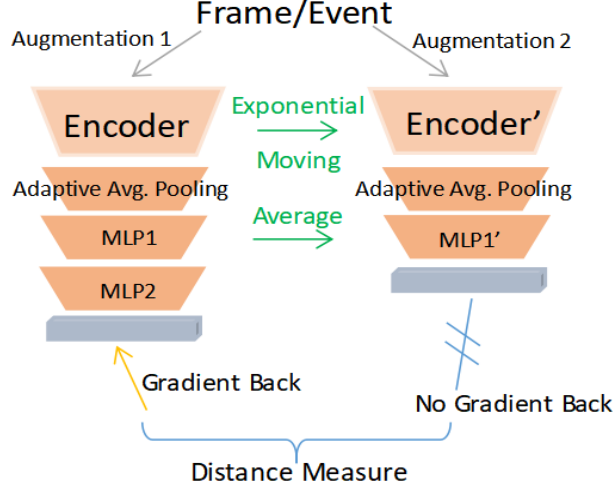 Frame/Event
Augmentation 1
Augmentation 2
Encoder
Exponential
Moving
Average
Encoder’
Adaptive Avg. Pooling
Adaptive Avg. Pooling
MLP1
MLP1’
MLP2
Gradient Back
No Gradient Back
Distance Measure